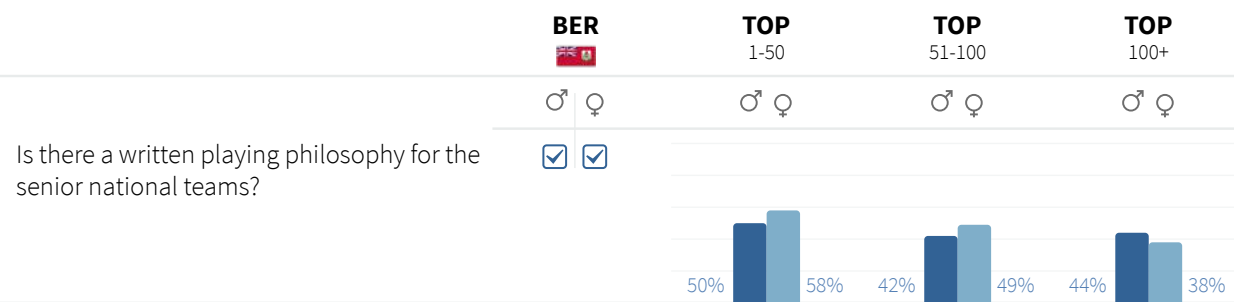 BER TOP TOP TOP
1-50 51-100 100+
♂ ♀ ♂ ♀ ♂ ♀ ♂ ♀
Is there a written playing philosophy for the
senior national teams?
50% 58% 42% 49% 44% 38%